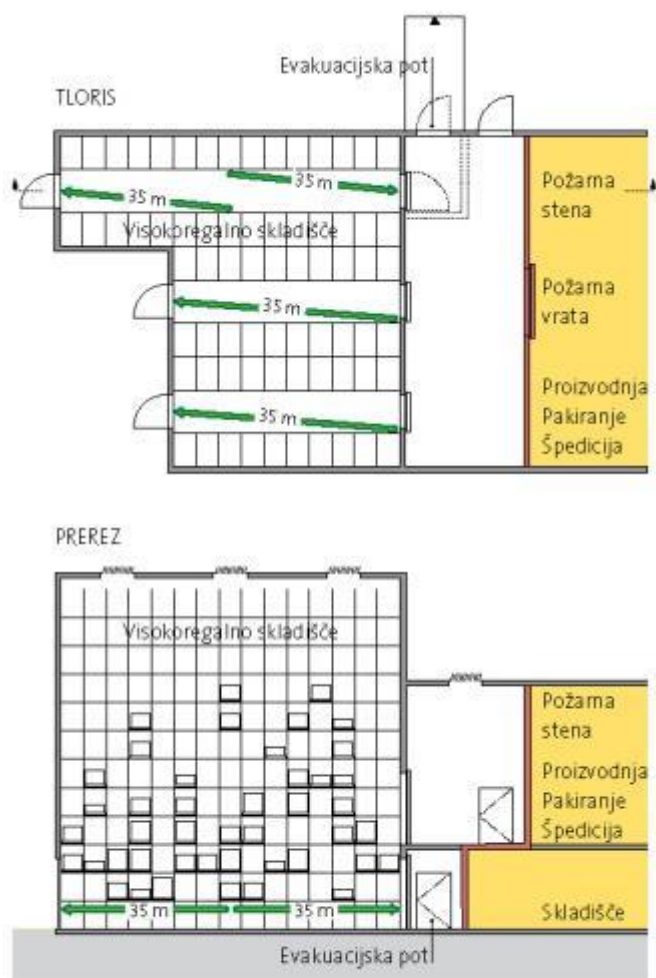 Evakuacijska pot
TLORIS
35 m
35 m
Visokoregalno skladišče
35 m
35 m
Požarna
stena
Požarna
vrata
Proizvodnja
Pakiranje
Špedicija
PREREZ
Visokoregalno skladišče
Požarna
stena
Proizvodnja
Pakiranje
Špedicija
35 m
35 m
Skladišče
Evakuacijska pot